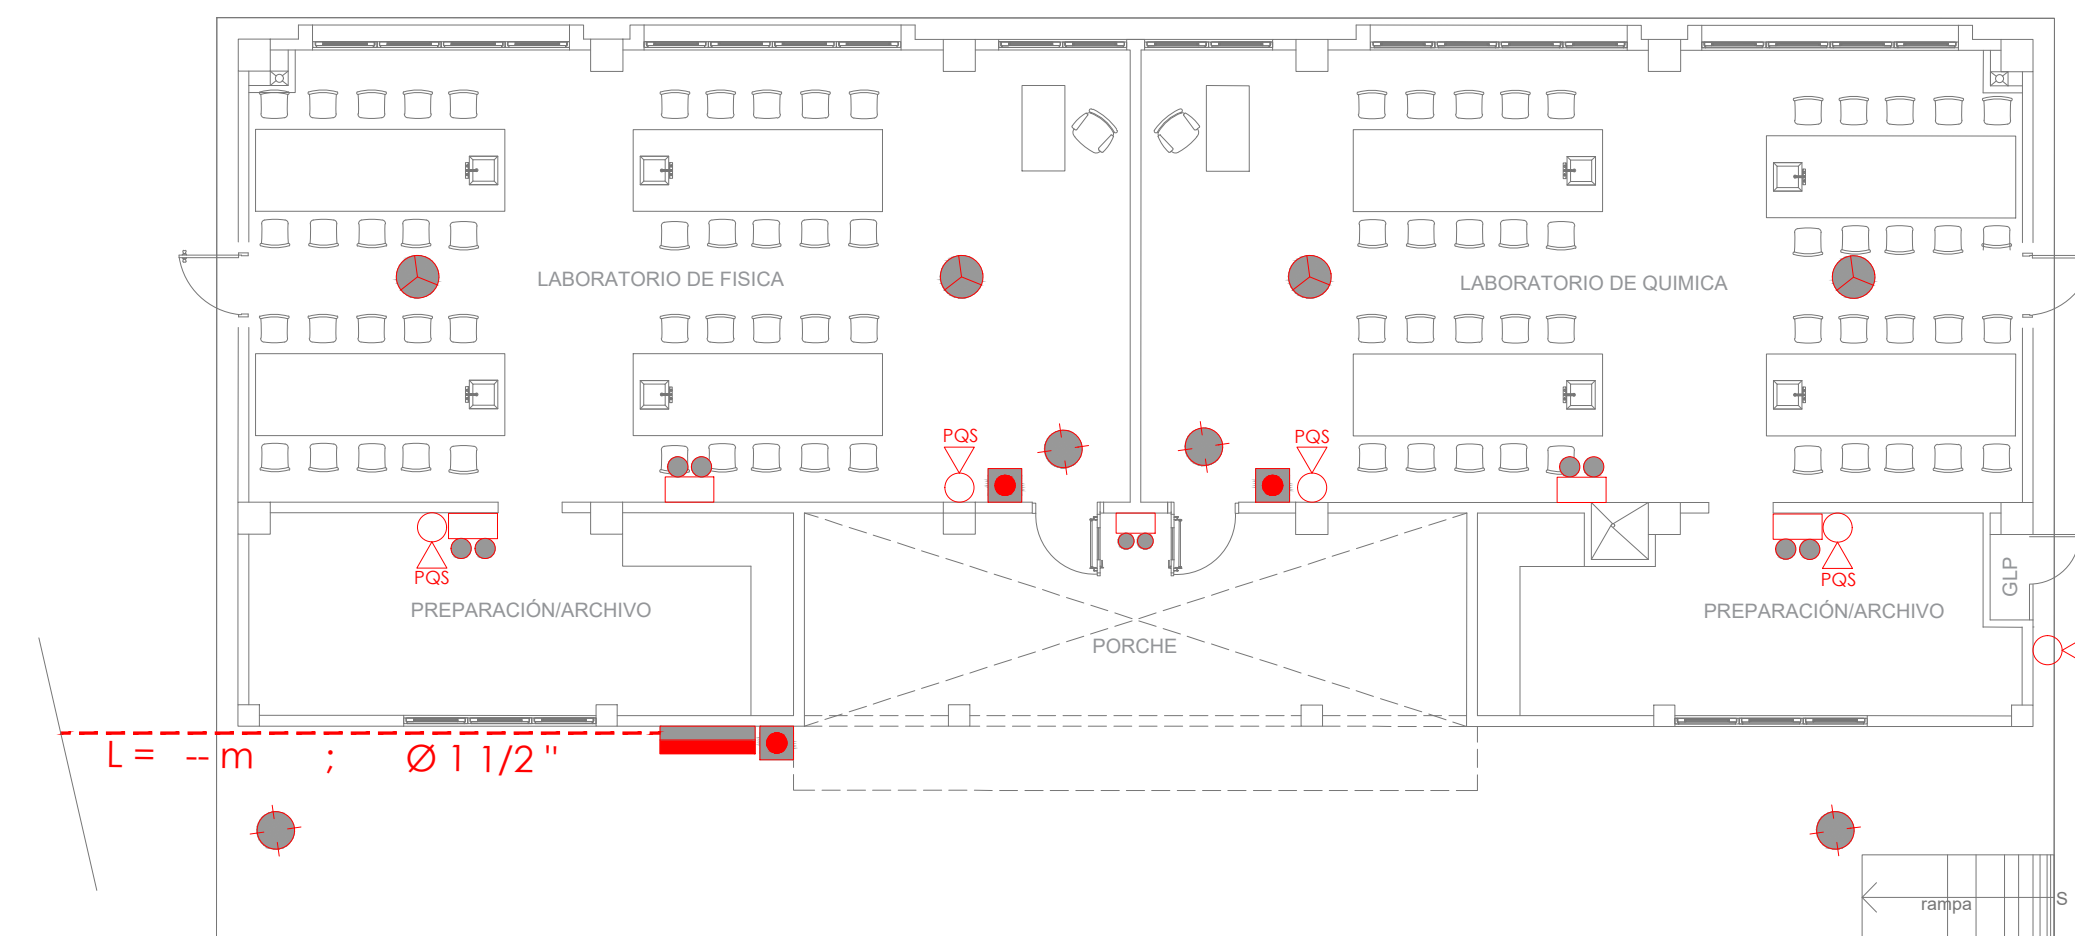 LABORATORIO DE FISICA
LABORATORIO DE QUIMICA
PQS
PQS
PQS
PQS
GLP
PREPARACIÓN/ARCHIVO
PREPARACIÓN/ARCHIVO
PORCHE
L = -- m ; Ø 1 1/2 "
rampa
S